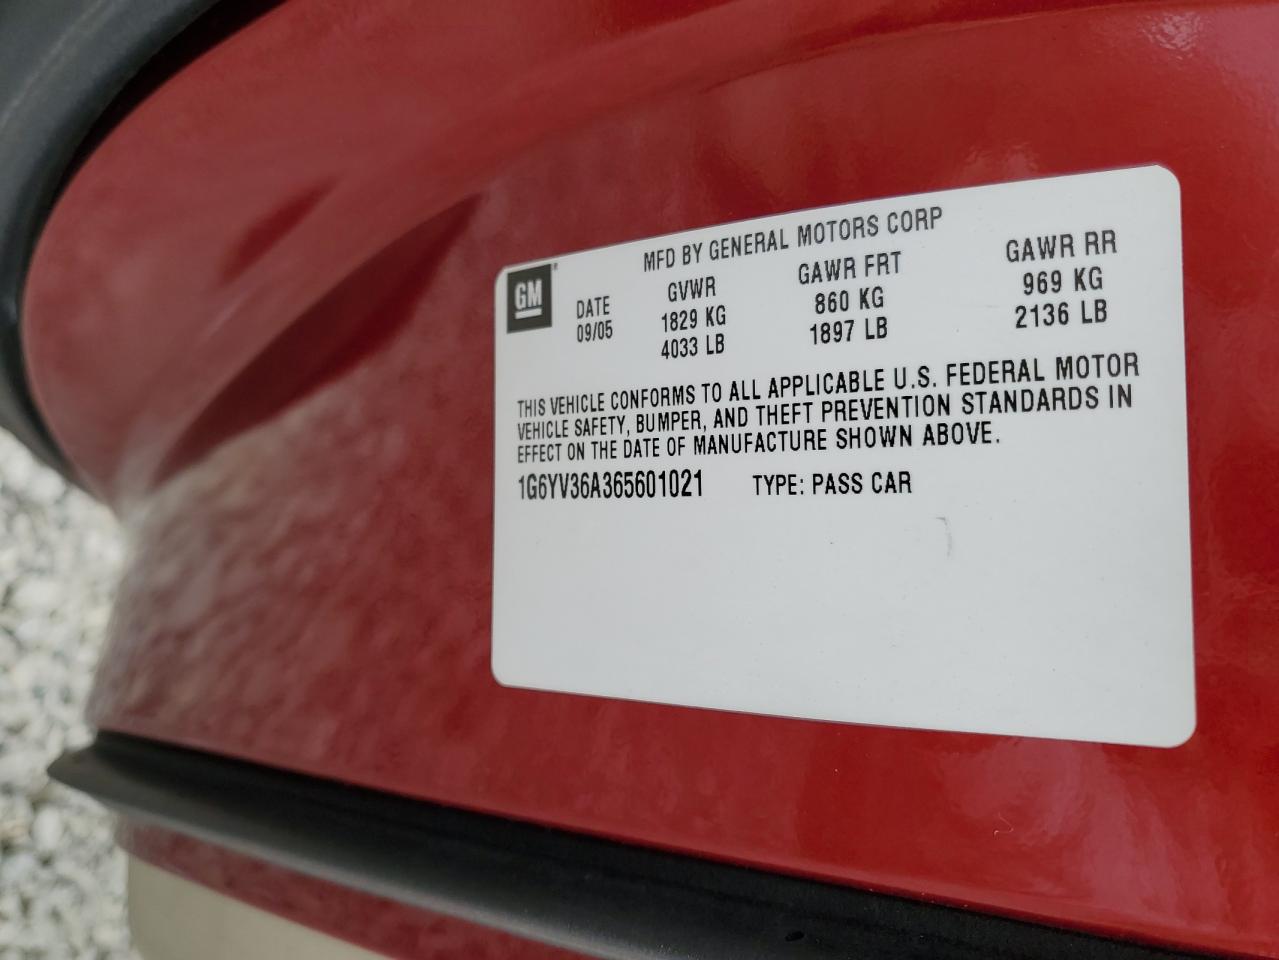 MFD BY GENERAL MOTORS CORP
GM®
DATE GVWR GAWR FRT GAWR RR
09/05 1829 KG 860 KG 969 KG
4033 LB 1897 LB 2136 LB
THIS VEHICLE CONFORMS TO ALL APPLICABLE U.S. FEDERAL MOTOR
VEHICLE SAFETY, BUMPER, AND THEFT PREVENTION STANDARDS IN
EFFECT ON THE DATE OF MANUFACTURE SHOWN ABOVE.
1G6YV36A365601021 TYPE: PASS CAR